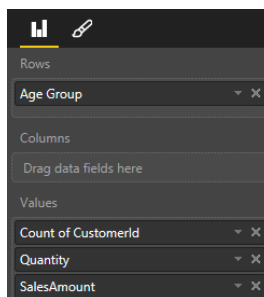 Rows
Age Group
Columns
Drag data fields here
Values
Count of CustomerId
Quantity
SalesAmount